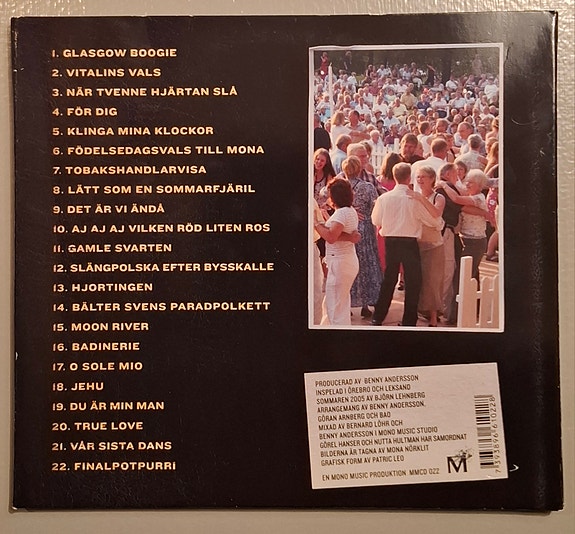 1. GLASGOW BOOGIE
2. VITALINS VALS
3. NÄR TVENNE HJÄRTAN SLÅ
4. FÖR DIG
5. KLINGA MINA KLOCKOR
6. FÖDELSEDAGSVALS TILL MONA
7. TOBAKSHANDLARVISA
8. LÄTT SOM EN SOMMARFJÄRIL
9. DET ÄR VI ÄNDÅ
10. AJ AJ AJ VILKEN RÖD LITEN ROS
11. GAMLE SVARTEN
12. SLÄNGPOLSKA EFTER BYSSKALLE
13. HJORTINGEN
14. BÄLTER SVENS PARADPOLKETT
15. MOON RIVER
16. BADINERIE
17. O SOLE MIO
18. JEHU
19. DU ÄR MIN MAN
20. TRUE LOVE
21. VÅR SISTA DANS
22. FINALPOTPURRI
PRODUCERAD AV BENNY ANDERSSON
INSPELAD I ÖREBRO OCH LEKSAND
SOMMAREN 2005 AV BJÖRN LEHNBERG
ARRANGEMANG AV BENNY ANDERSSON,
GÖRAN ARNBERG OCH BAO
MIXAD AV BERNARD LÖHR OCH
BENNY ANDERSSON I MONO MUSIC STUDIO
GÖREL HANSER OCH NUTTA HULTMAN HAR SAMORDNAT
BILDERNA ÄR TAGNA AV MONA NÖRKLIT
GRAFISK FORM AV PATRIC LEO
EN MONO MUSIC PRODUKTION MMCD 022
M
7 393896 610228